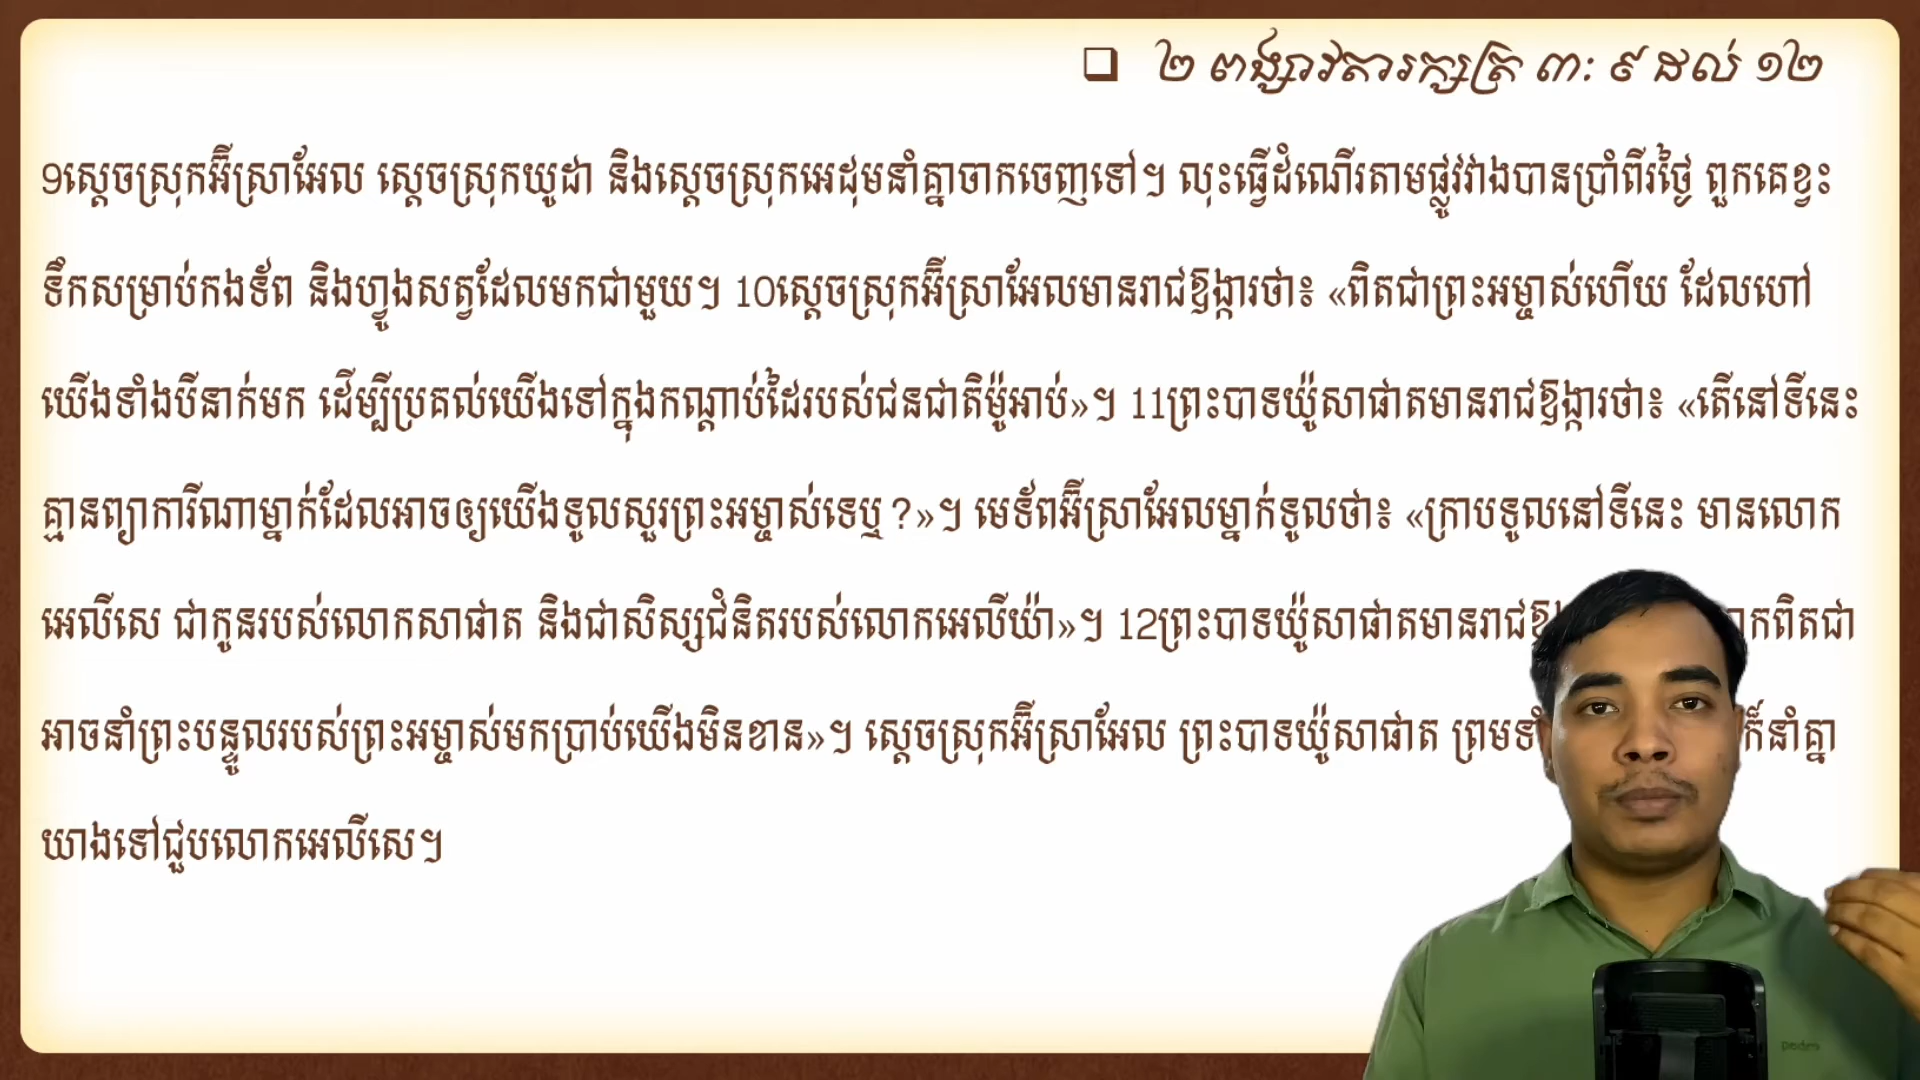 ❑ ២ ពង្សាវតារក្សត្រ ៣: ៩ ដល់ ១២
9ស្តេចស្រុកអ៊ីស្រាអែល ស្តេចស្រុកយូដា និងស្តេចស្រុកអេដុមនាំគ្នាចាកចេញទៅ។ លុះធ្វើដំណើរតាមផ្លូវវាងបានប្រាំពីរថ្ងៃ ពួកគេខ្វះ
ទឹកសម្រាប់កងទ័ព និងហ្វូងសត្វដែលមកជាមួយ។ 10ស្តេចស្រុកអ៊ីស្រាអែលមានរាជឱង្ការថា៖ «ពិតជាព្រះអម្ចាស់ហើយ ដែលហៅ
យើងទាំងបីនាក់មក ដើម្បីប្រគល់យើងទៅក្នុងកណ្តាប់ដៃរបស់ជនជាតិម៉ូអាប់»។ 11ព្រះបាទយ៉ូសាផាតមានរាជឱង្ការថា៖ «តើនៅទីនេះ
គ្មានព្យាការីណាម្នាក់ដែលអាចឲ្យយើងទូលសួរព្រះអម្ចាស់ទេឬ?»។ មេទ័ពអ៊ីស្រាអែលម្នាក់ទូលថា៖ «ក្រាបទូលនៅទីនេះ មានលោក
អេលីសេ ជាកូនរបស់លោកសាផាត និងជាសិស្សជំនិតរបស់លោកអេលីយ៉ា»។ 12ព្រះបាទយ៉ូសាផាតមានរាជ ពិតជា
អាចនាំព្រះបន្ទូលរបស់ព្រះអម្ចាស់មកប្រាប់យើងមិនខាន»។ ស្តេចស្រុកអ៊ីស្រាអែល ព្រះបាទយ៉ូសាផាត ក៏នាំគ្នា
យាងទៅជួបលោកអេលីសេ។